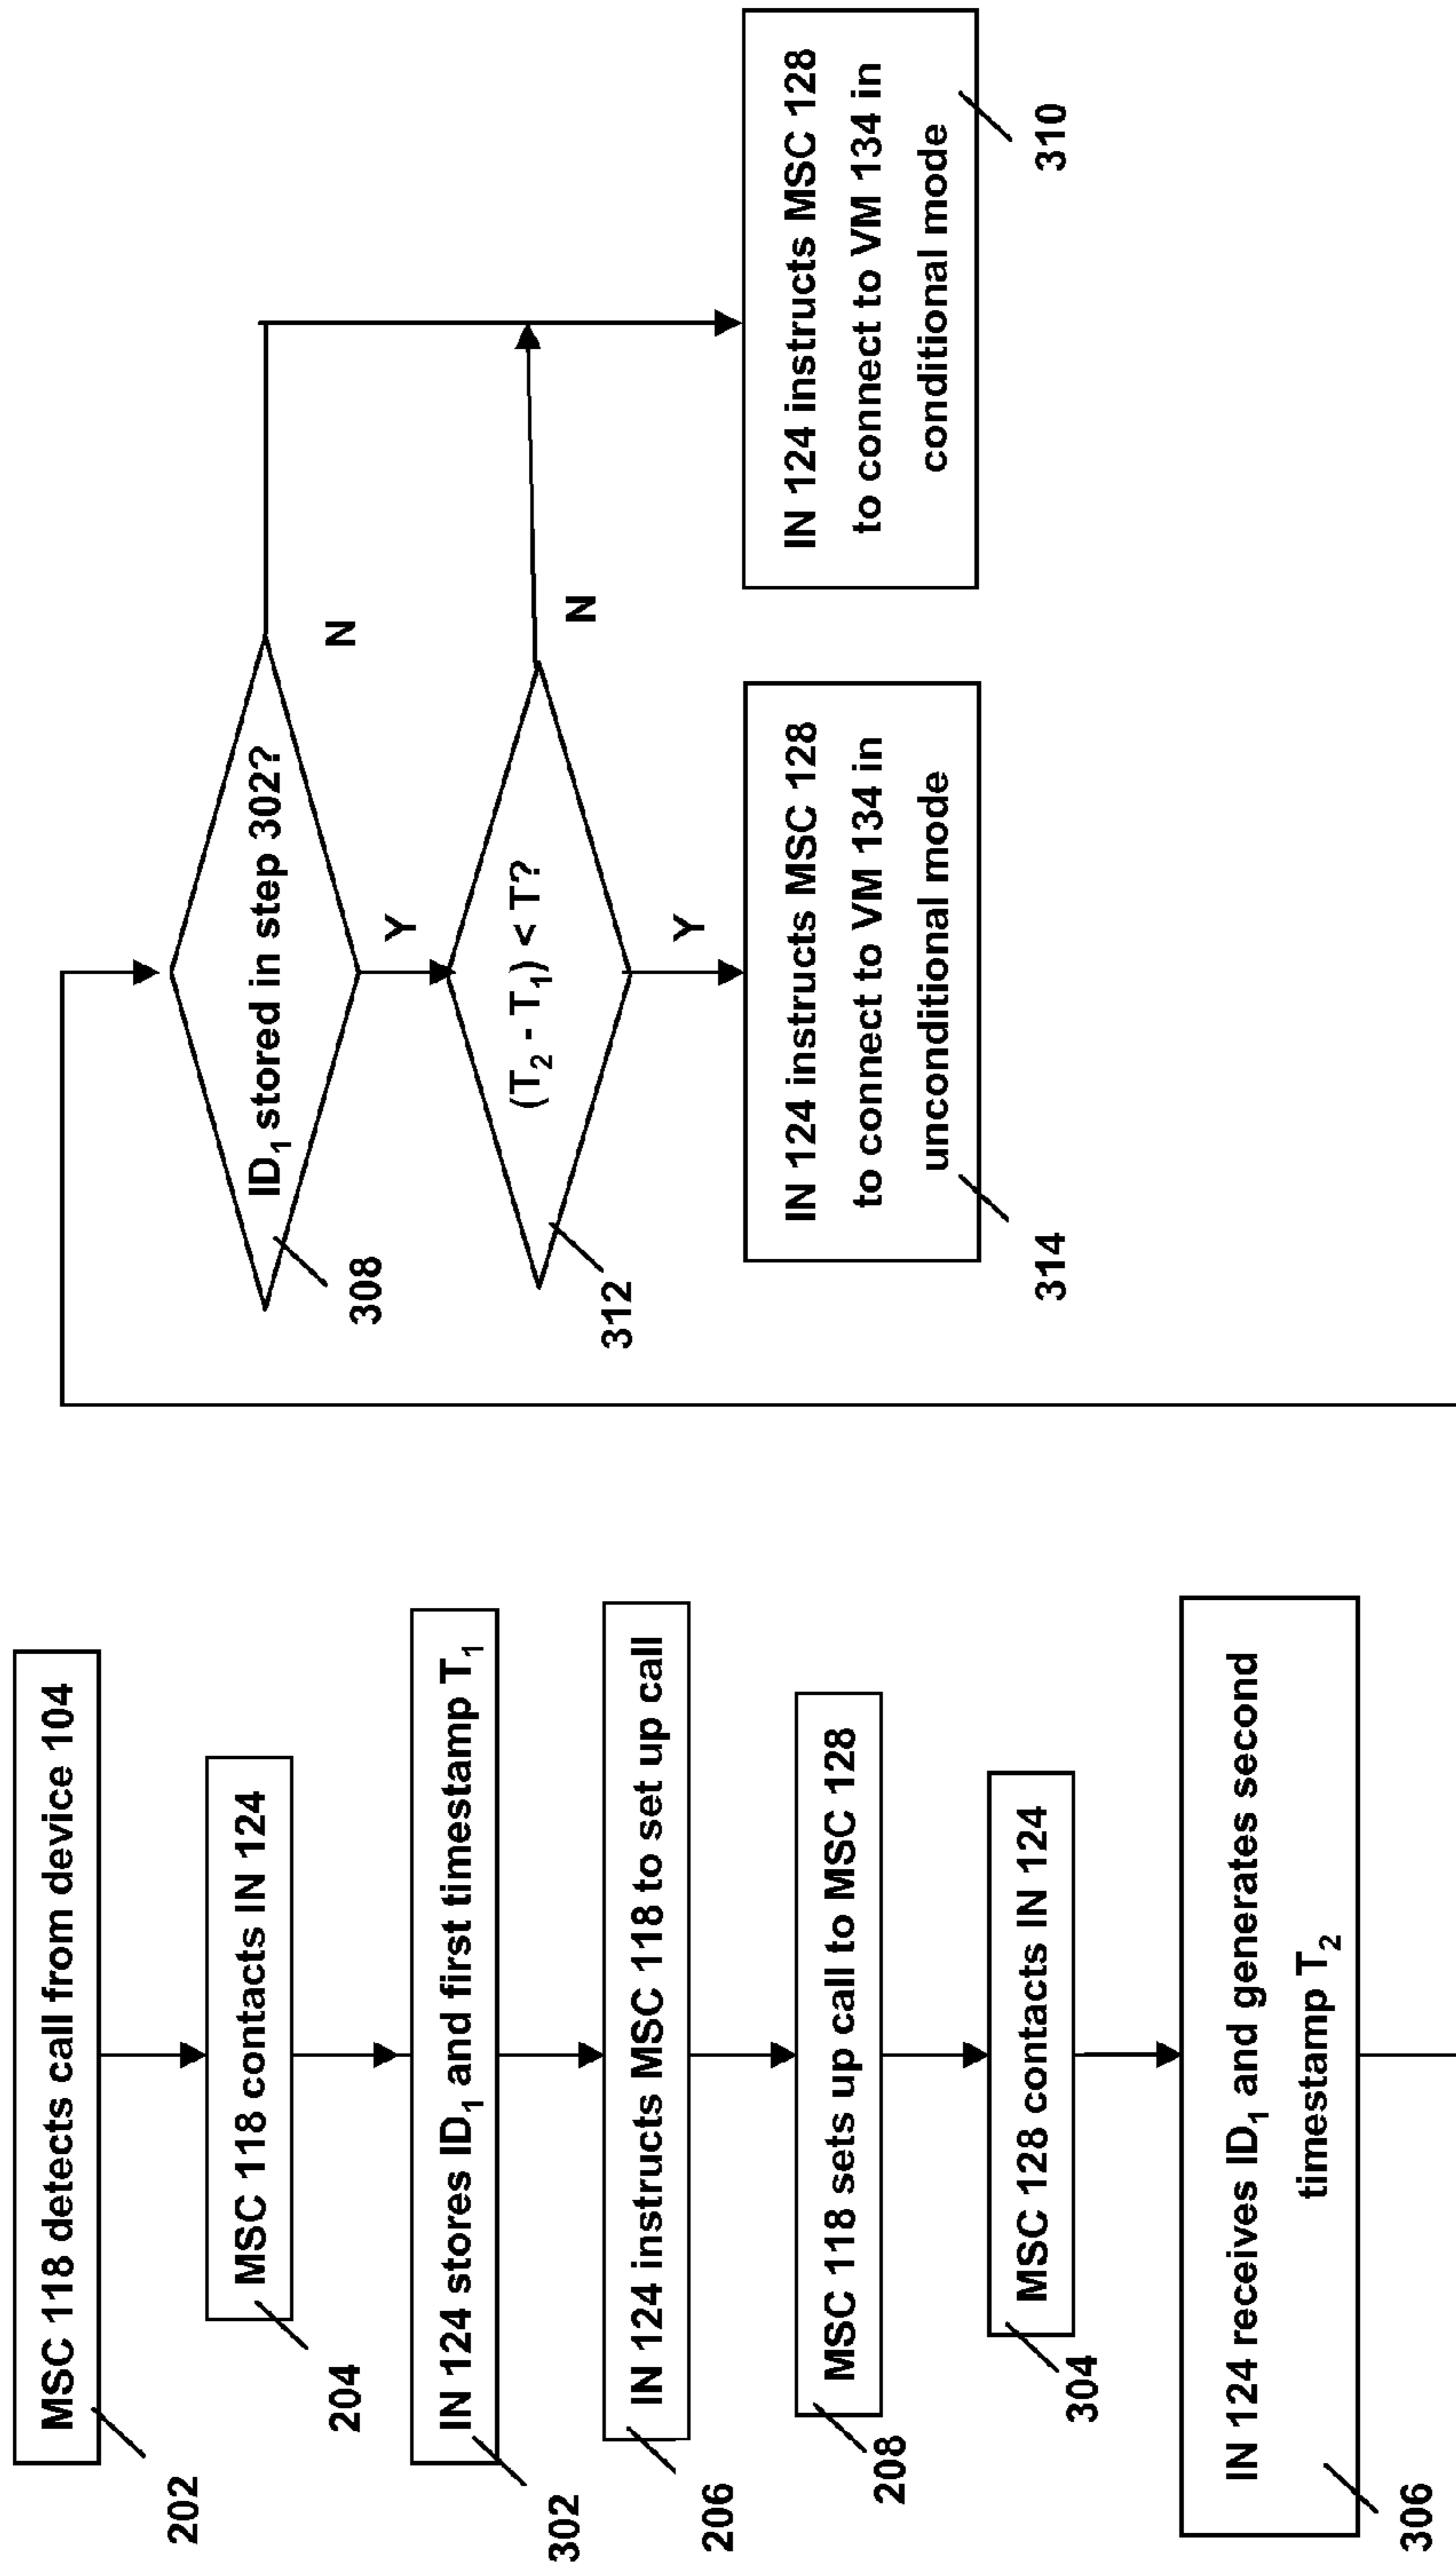 MSC 118 detects call from device 104
202
MSC 118 contacts IN 124
204
IN 124 stores ID₁ and first timestamp T₁
302
IN 124 instructs MSC 118 to set up call
206
MSC 118 sets up call to MSC 128
208
MSC 128 contacts IN 124
304
IN 124 receives ID₁ and generates second
timestamp T₂
306
ID₁ stored in step 302?
308
N
Y
(T₂ - T₁) < T?
312
N
Y
IN 124 instructs MSC 128
to connect to VM 134 in
unconditional mode
314
IN 124 instructs MSC 128
to connect to VM 134 in
conditional mode
310